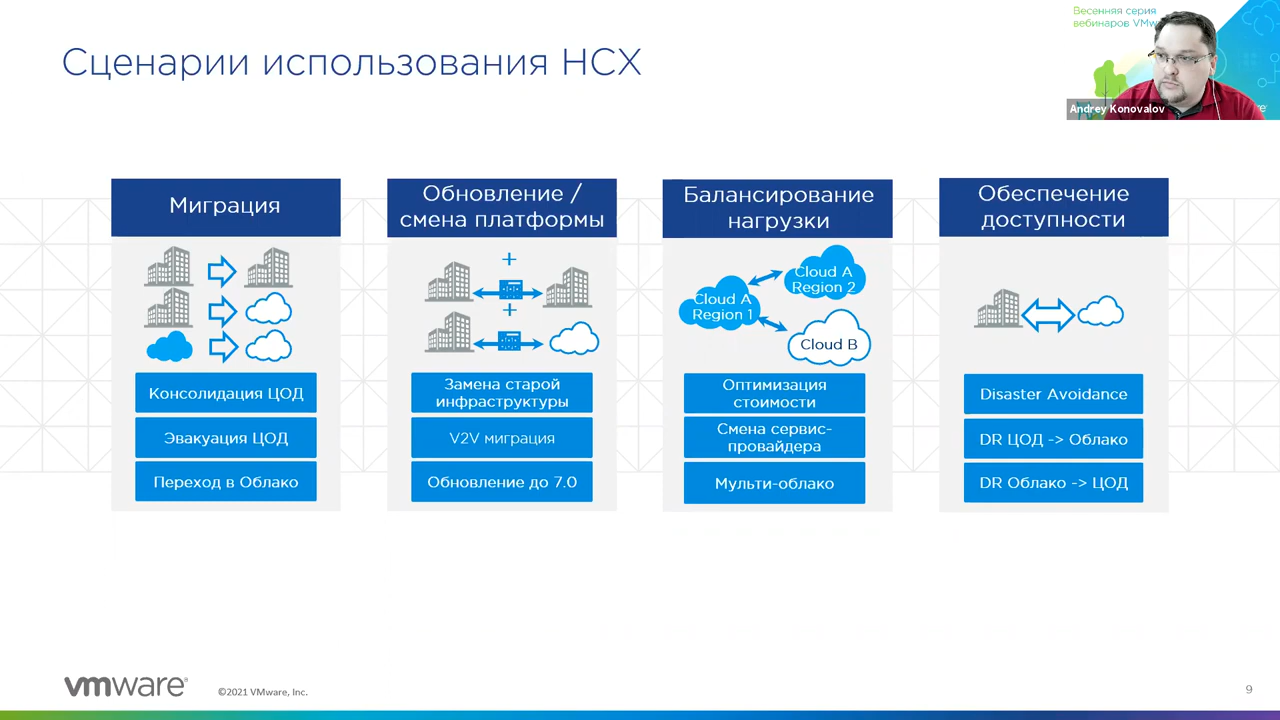 Весенняя серия
вебинаров VMw
Andrey Konovalov
Сценарии использования HCX
Миграция
Консолидация ЦОД
Эвакуация ЦОД
Переход в Облако
Обновление /
смена платформы
+
+
Замена старой
инфраструктуры
V2V миграция
Обновление до 7.0
Балансирование
нагрузки
Cloud A
Region 1
Cloud A
Region 2
Cloud B
Оптимизация
стоимости
Смена сервис-
провайдера
Мульти-облако
Обеспечение
доступности
Disaster Avoidance
DR ЦОД -> Облако
DR Облако -> ЦОД
vmware®
©2021 VMware, Inc.
9